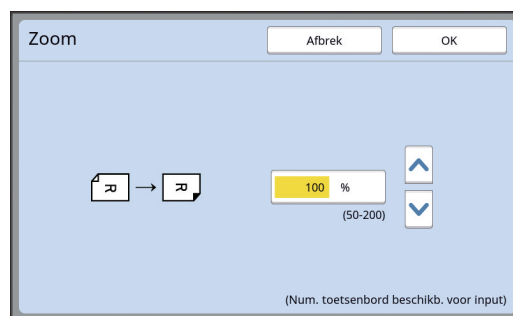 Zoom
Afbrek
OK
R → R
100 %
(50-200)
(Num. toetsenbord beschikb. voor input)